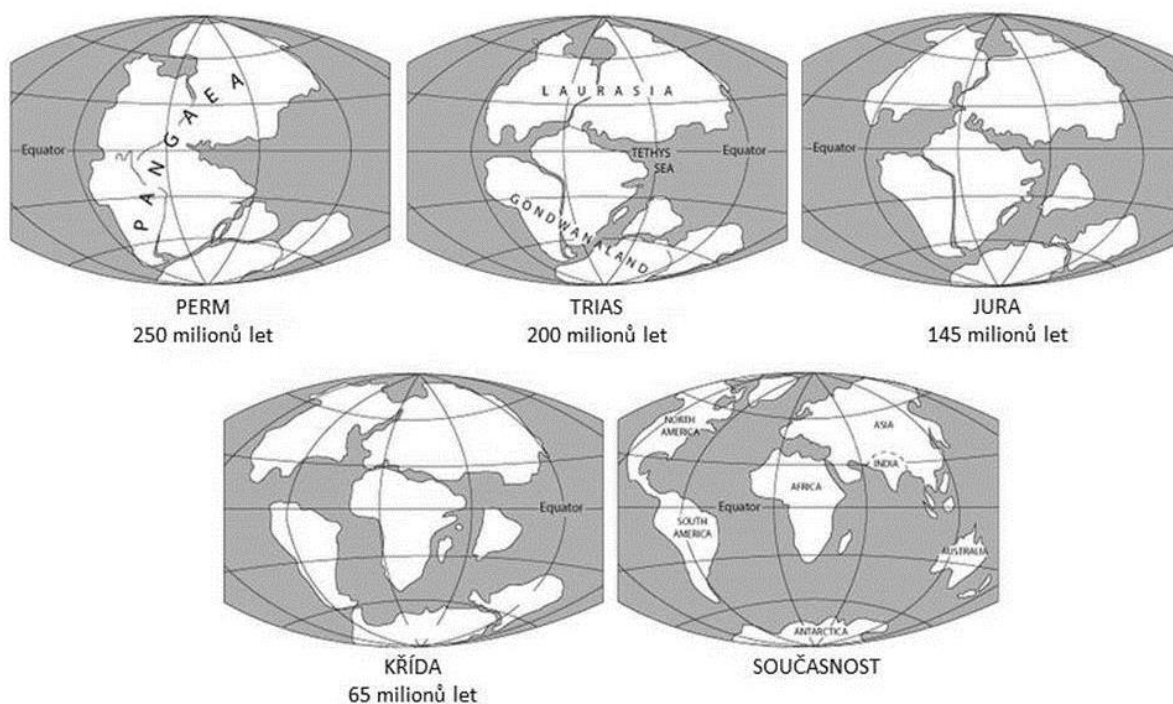 PANGAEA
Equator
PERM
250 milionů let
LAURASIA
TETHYS
SEA
Equator
GONDWANALAND
TRIAS
200 milionů let
Equator
JURA
145 milionů let
Equator
KŘÍDA
65 milionů let
NORTH
AMERICA
ASIA
INDIA
AFRICA
Equator
SOUTH
AMERICA
AUSTRALIA
ANTARCTICA
SOUČASNOST